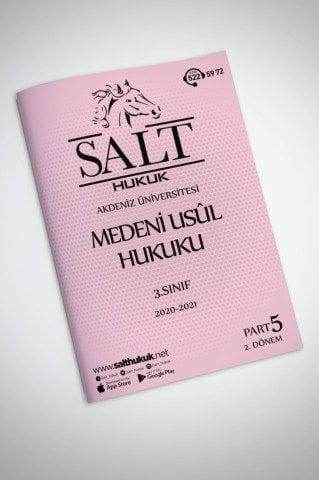 522 59 72
SALT
HUKUK
AKDENİZ ÜNİVERSİTESİ
MEDENİ USÛL
HUKUKU
3.SINIF
2020-2021
PART 5
2. DÖNEM
www.salthukuk.net
App Store
Google Play